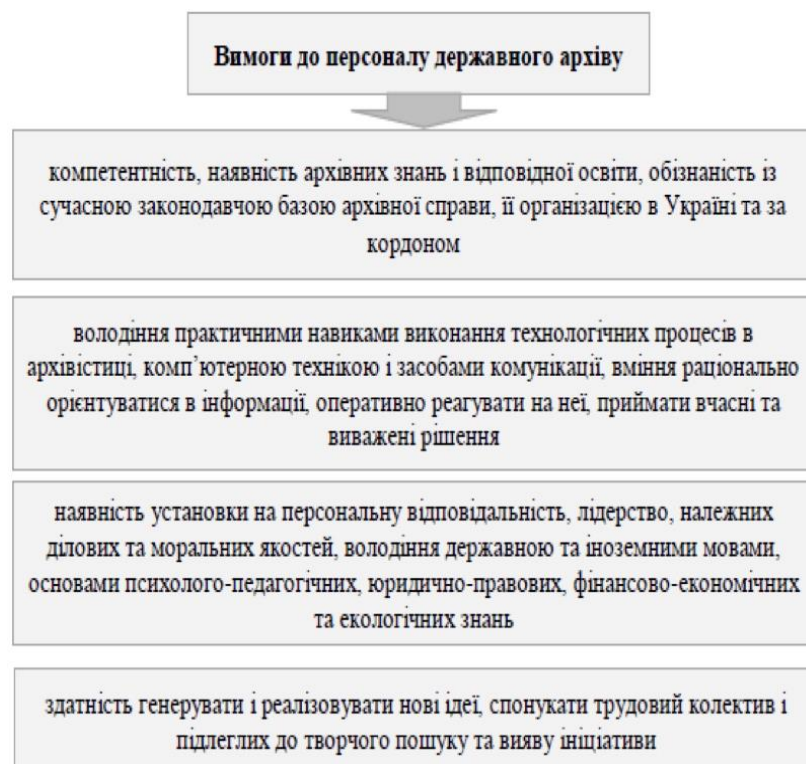 Вимоги до персоналу державного архіву
компетентність, наявність архівних знань і відповідної освіти, обізнаність із
сучасною законодавчою базою архівної справи, її організацією в Україні та за
кордоном
володіння практичними навиками виконання технологічних процесів в
архівістиці, комп’ютерною технікою і засобами комунікації, вміння раціонально
орієнтуватися в інформації, оперативно реагувати на неї, приймати вчасні та
виважені рішення
наявність установки на персональну відповідальність, лідерство, належних
ділових та моральних якостей, володіння державною та іноземними мовами,
основами психолого-педагогічних, юридично-правових, фінансово-економічних
та екологічних знань
здатність генерувати і реалізовувати нові ідеї, спонукати трудовий колектив і
підлеглих до творчого пошуку та вияву ініціативи